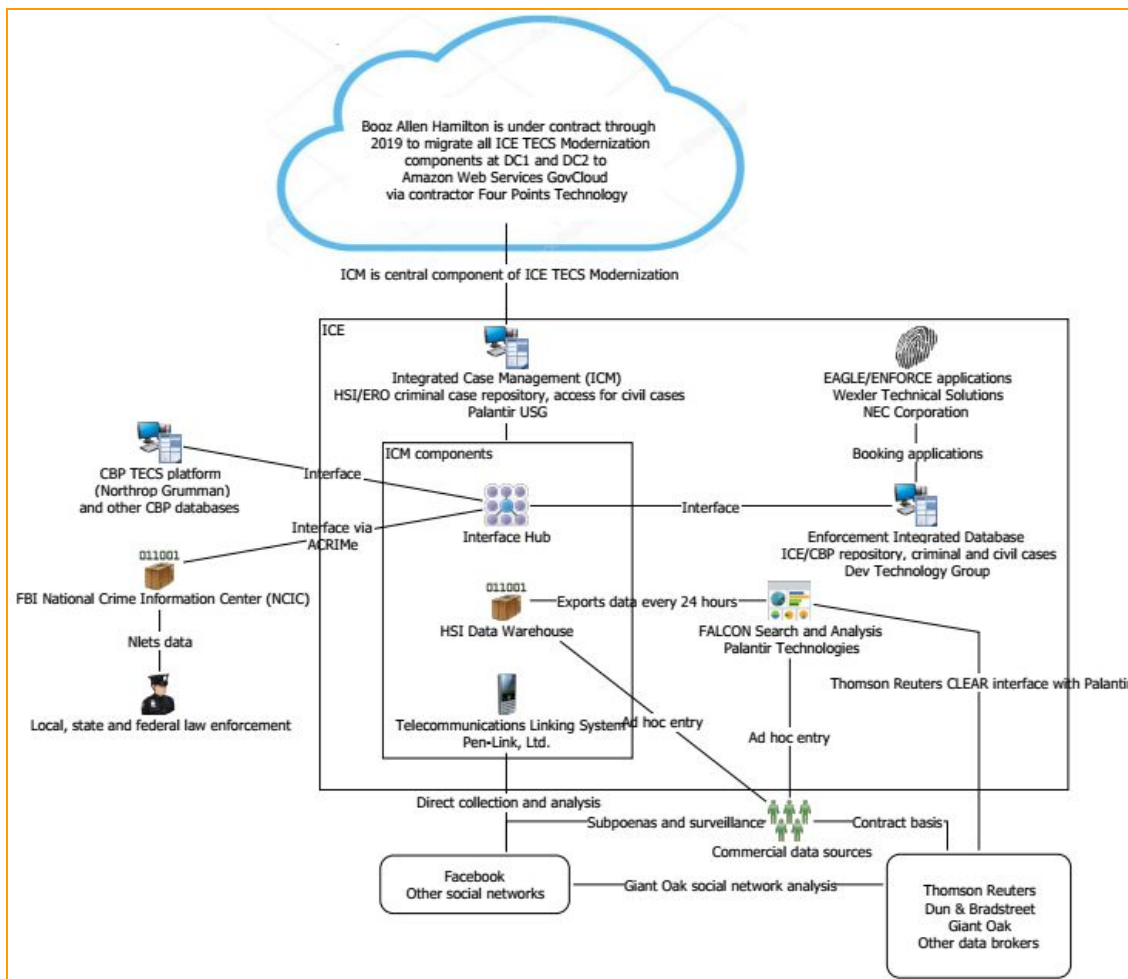 Booz Allen Hamilton is under contract through
2019 to migrate all ICE TECS Modernization
components at DC1 and DC2 to
Amazon Web Services GovCloud
via contractor Four Points Technology
ICM is central component of ICE TECS Modernization
ICE
Integrated Case Management (ICM)
HSI/ERO criminal case repository, access for civil cases
Palantir USG
EAGLE/ENFORCE applications
Wexler Technical Solutions
NEC Corporation
Booking applications
ICM components
CBP TECS platform
(Northrop Grumman)
and other CBP databases
Interface
Interface Hub
Interface
Interface via
ACRIMe
Enforcement Integrated Database
ICE/CBP repository, criminal and civil cases
Dev Technology Group
011001
FBI National Crime Information Center (NCIC)
Nlets data
Local, state and federal law enforcement
011001
HSI Data Warehouse
Exports data every 24 hours
FALCON Search and Analysis
Palantir Technologies
Thomson Reuters CLEAR interface with Palantir
Telecommunications Linking System
Pen-Link, Ltd.
Ad hoc entry
Ad hoc entry
Direct collection and analysis
Subpoenas and surveillance
Commercial data sources
Contract basis
Facebook
Other social networks
Giant Oak social network analysis
Thomson Reuters
Dun & Bradstreet
Giant Oak
Other data brokers